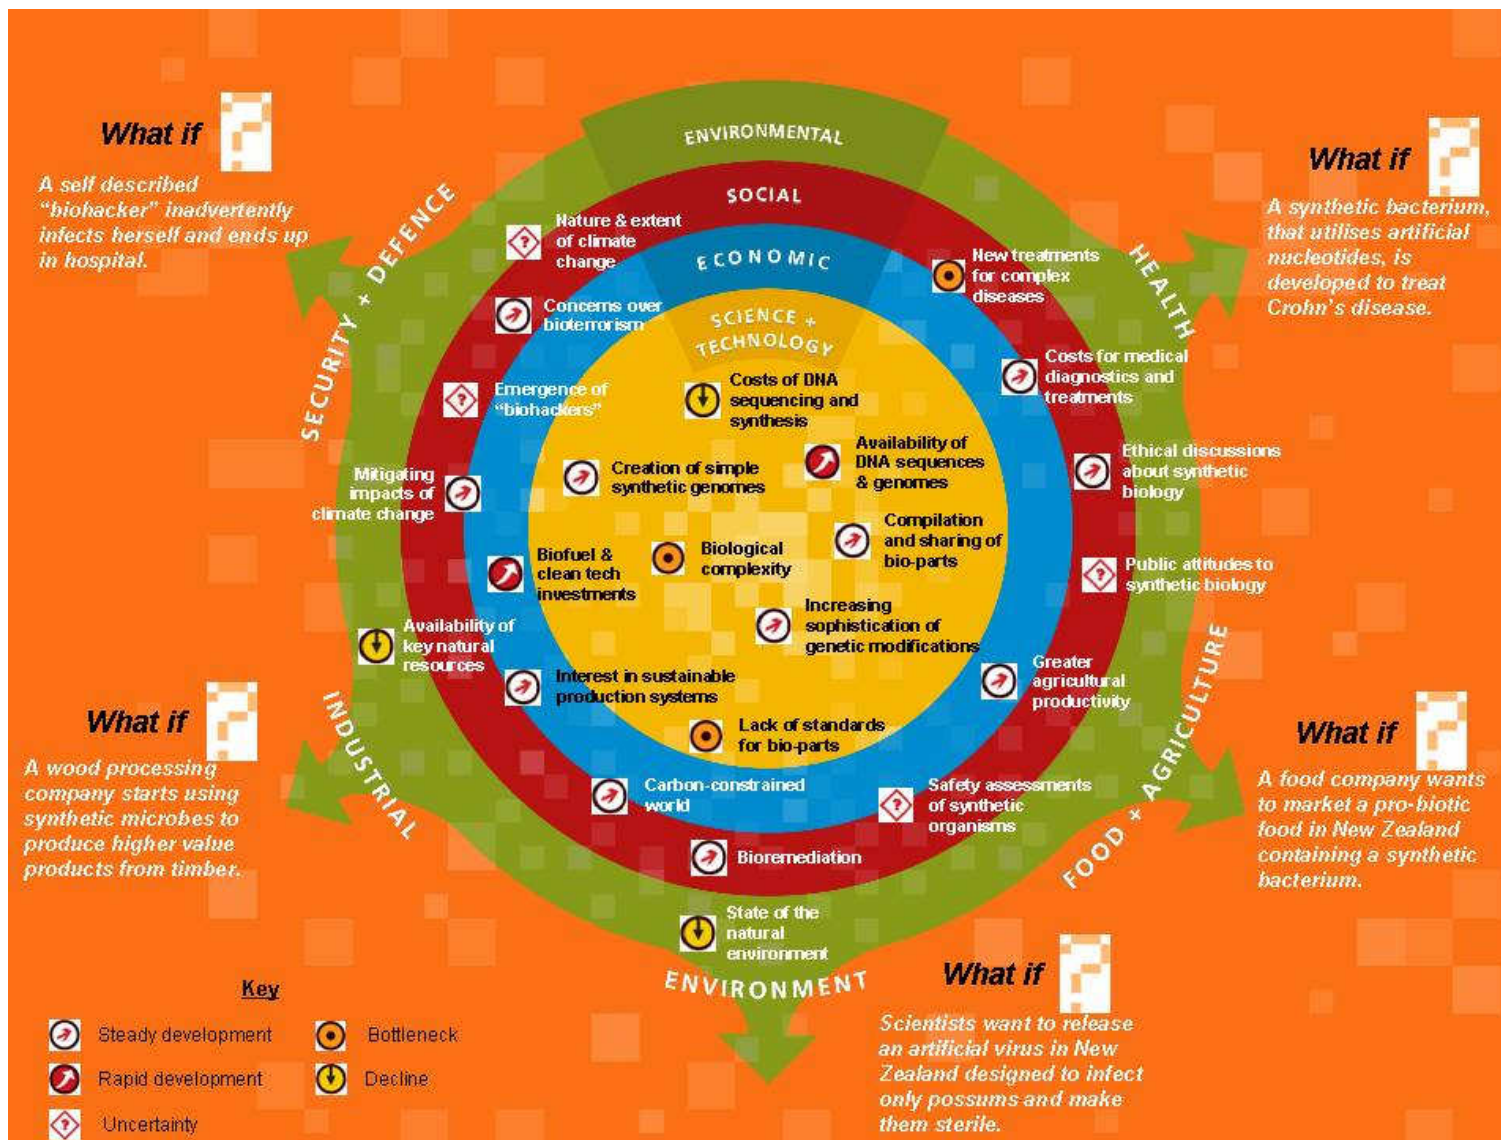 What if
A self described
“biohacker” inadvertently
infects herself and ends up
in hospital.
What if
A synthetic bacterium,
that utilises artificial
nucleotides, is
developed to treat
Crohn’s disease.
ENVIRONMENTAL
SOCIAL
ECONOMIC
SCIENCE +
TECHNOLOGY
SECURITY + DEFENCE
HEALTH
Nature & extent
of climate
change
Concerns over
bioterrorism
Emergence of
“biohackers”
Mitigating
impacts of
climate change
New treatments
for complex
diseases
Costs for medical
diagnostics and
treatments
Ethical discussions
about synthetic
biology
Public attitudes to
synthetic biology
Costs of DNA
sequencing and
synthesis
Availability of
DNA sequences
& genomes
Creation of simple
synthetic genomes
Compilation
and sharing of
bio-parts
Biological
complexity
Biofuel &
clean tech
investments
Increasing
sophistication of
genetic modifications
Availability of
key natural
resources
Interest in sustainable
production systems
Greater
agricultural
productivity
Lack of standards
for bio-parts
Carbon-constrained
world
Safety assessments
of synthetic
organisms
Bioremediation
State of the
natural
environment
INDUSTRIAL
FOOD + AGRICULTURE
ENVIRONMENT
What if
A wood processing
company starts using
synthetic microbes to
produce higher value
products from timber.
What if
A food company wants
to market a pro-biotic
food in New Zealand
containing a synthetic
bacterium.
What if
Scientists want to release
an artificial virus in New
Zealand designed to infect
only possums and make
them sterile.
Key
Steady development
Bottleneck
Rapid development
Decline
Uncertainty